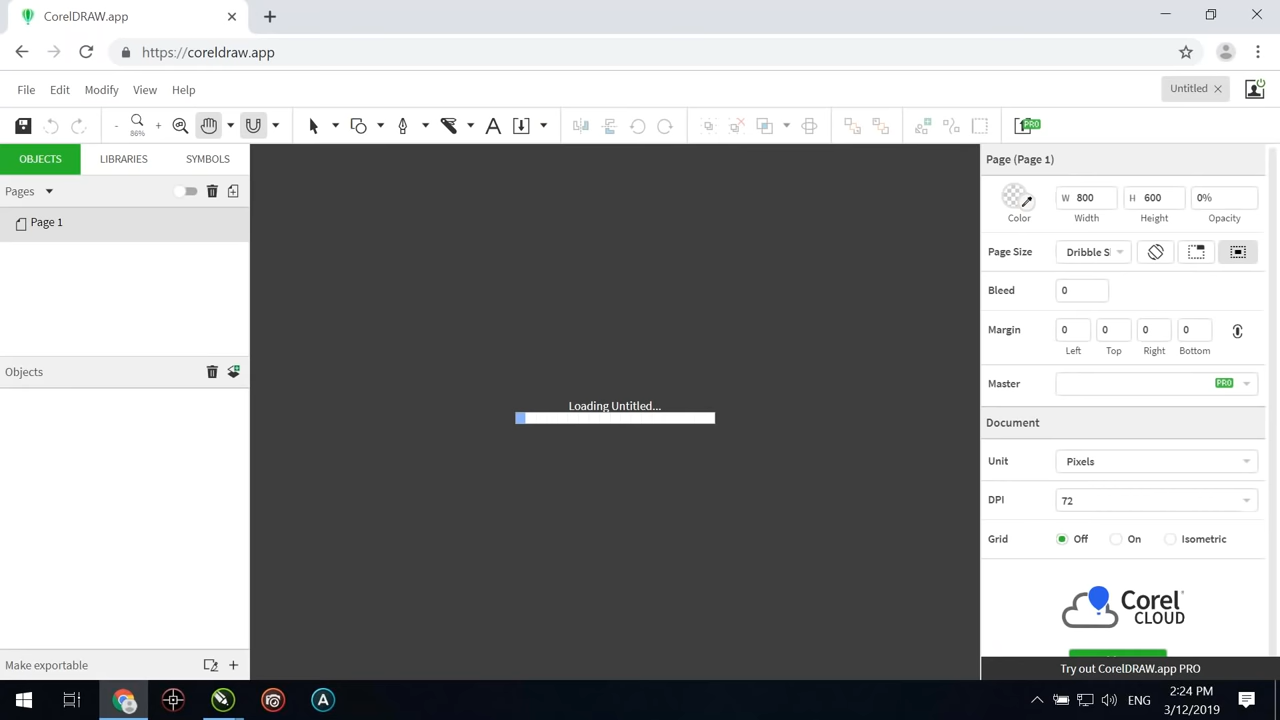 CorelDRAW.app
https://coreldraw.app
File Edit Modify View Help
Untitled
86%
PRO
OBJECTS LIBRARIES SYMBOLS
Pages
Page 1
Objects
Make exportable
Loading Untitled...
Page (Page 1)
W 800 H 600 0%
Color Width Height Opacity
Page Size Dribble S
Bleed 0
Margin 0 0 0 0
Left Top Right Bottom
Master PRO
Document
Unit Pixels
DPI 72
Grid Off On Isometric
Corel
CLOUD
Try out CorelDRAW.app PRO
ENG
2:24 PM
3/12/2019